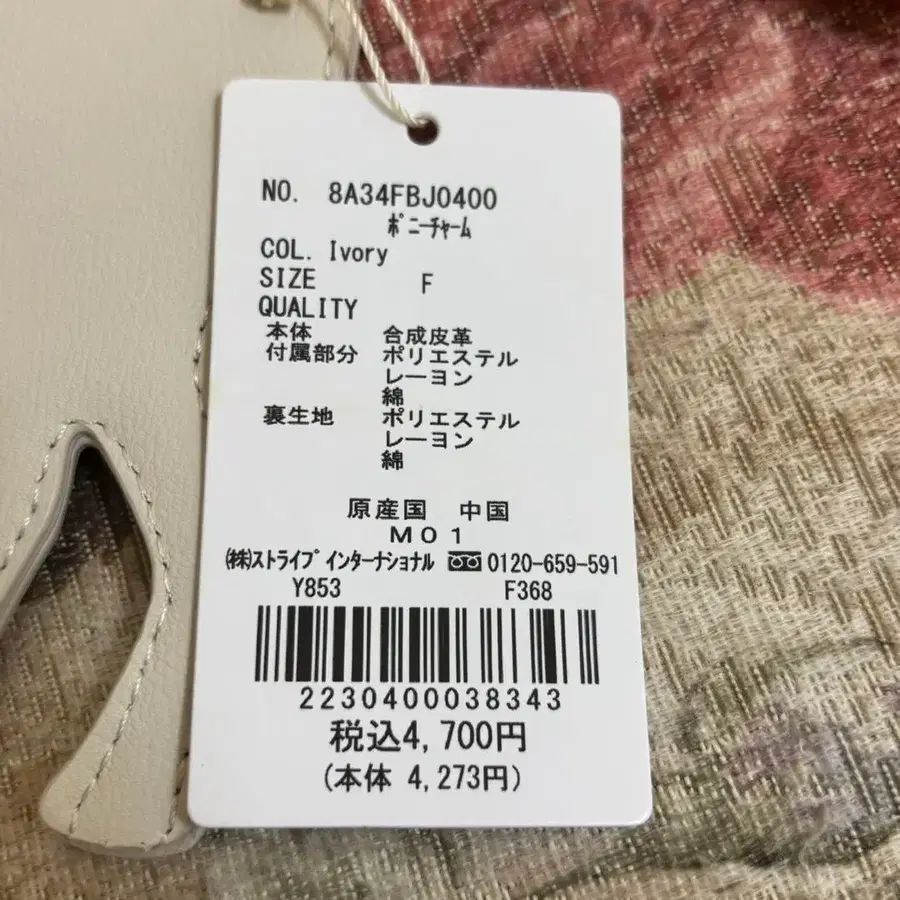 NO. 8A34FBJ0400
ﾎﾟﾆｰﾁｬｰﾑ
COL. Ivory
SIZE F
QUALITY
本体 合成皮革
付属部分 ポリエステル
レーヨン
綿
裏生地 ポリエステル
レーヨン
綿
原産国 中国
M01
㈱ストライプインターナショナル 0120-659-591
Y853 F368
2230400038343
税込4,700円
(本体 4,273円)